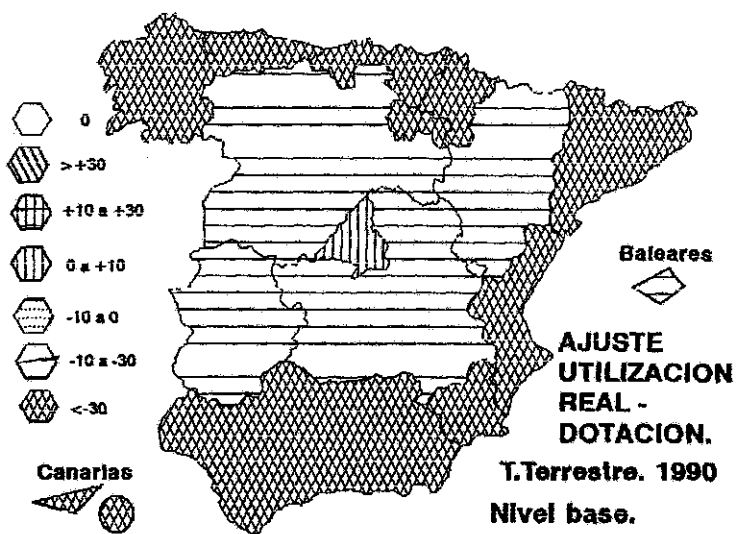 0
>+30
+10 a +30
0 a +10
-10 a 0
-10 a -30
<-30
Canarias
Baleares
AJUSTE
UTILIZACION
REAL -
DOTACION.
T.Terrestre. 1990
Nivel base.